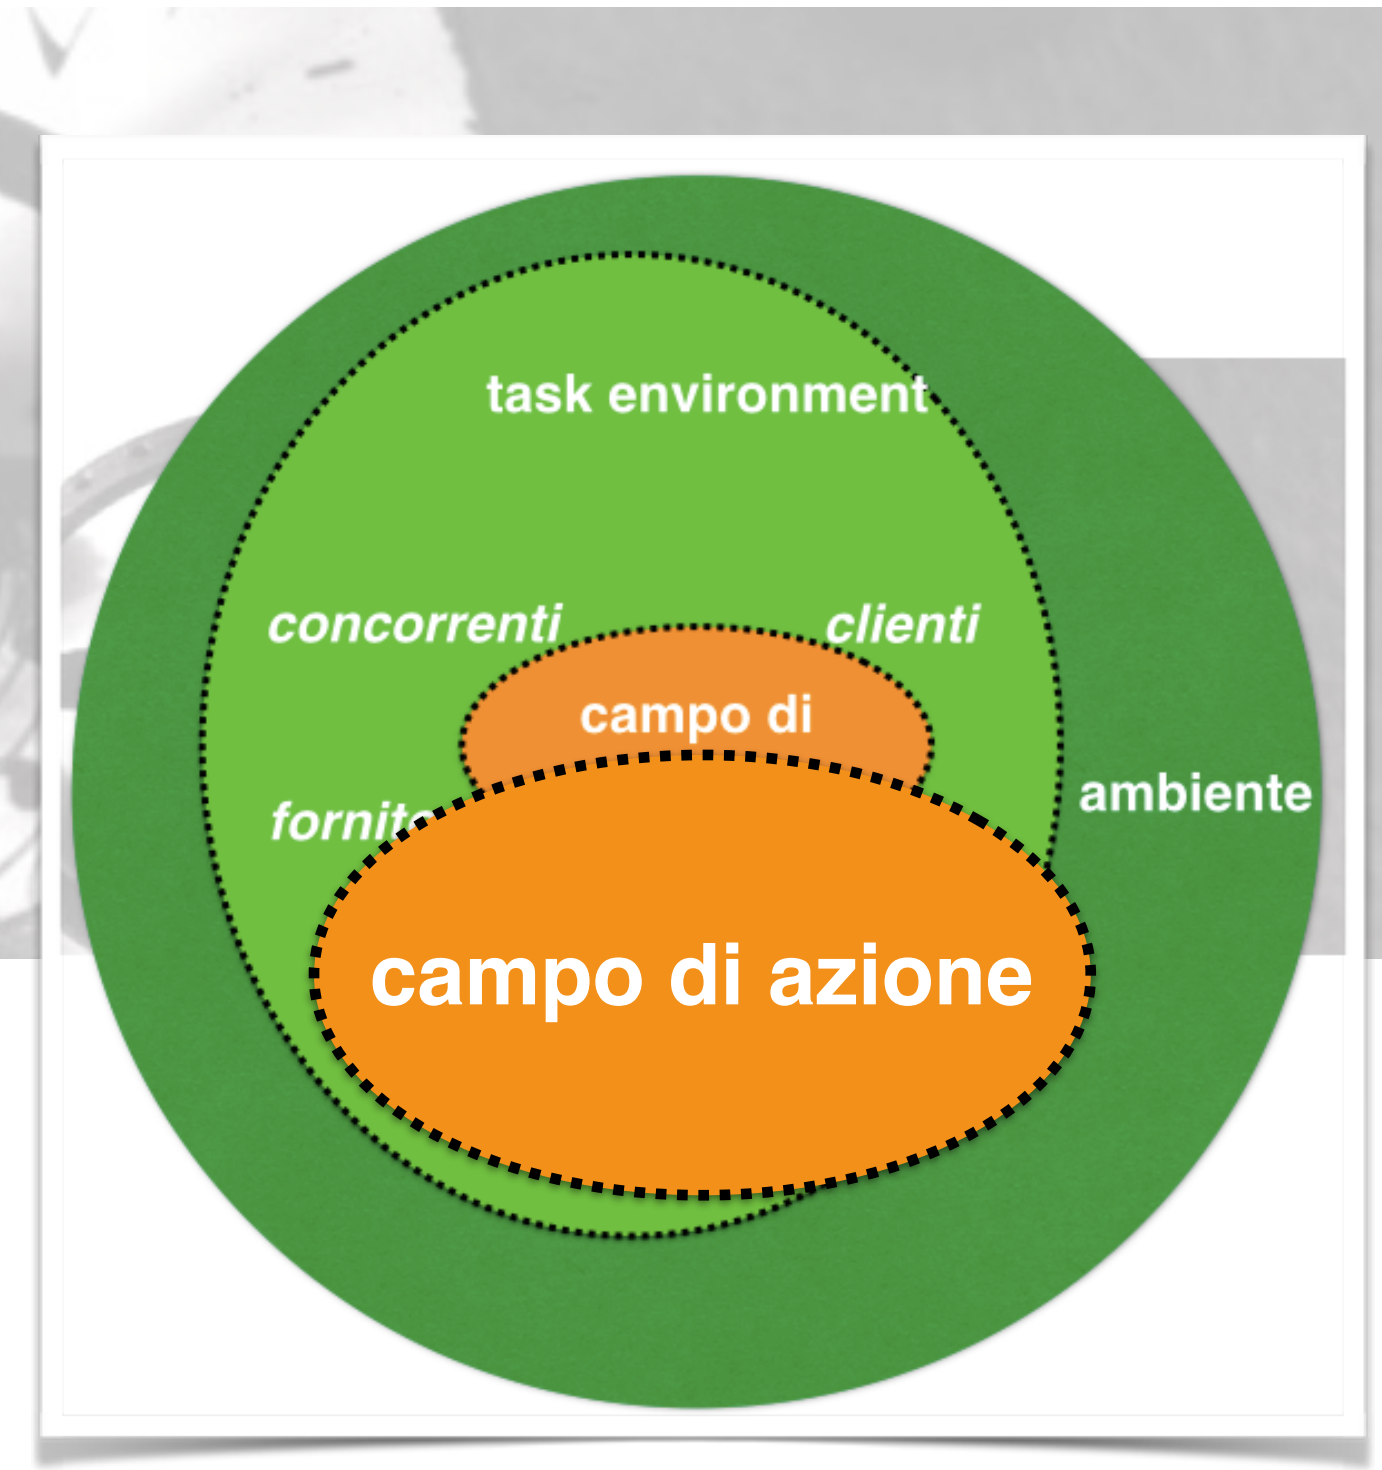 task environment
concorrenti
clienti
campo di
ambiente
campo di azione